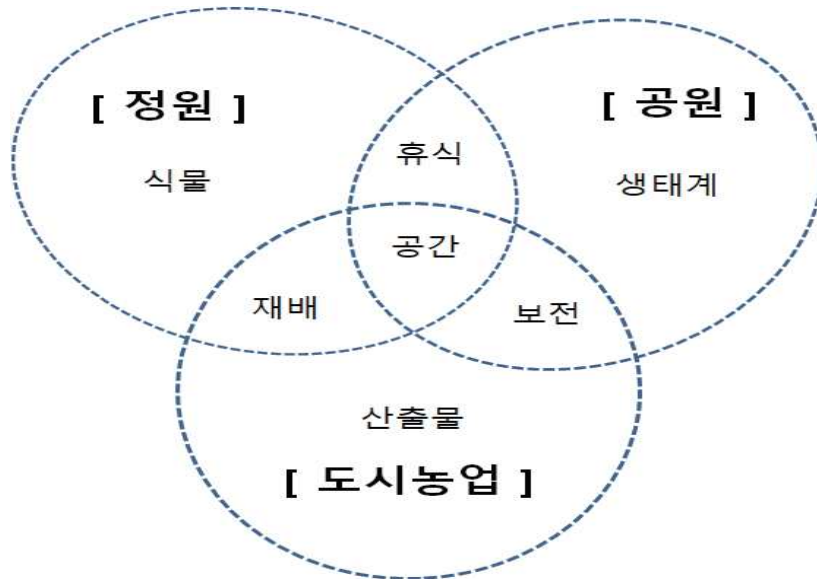 [ 정원 ]
[ 공원 ]
휴식
식물
생태계
공간
재배
보전
산출물
[ 도시농업 ]